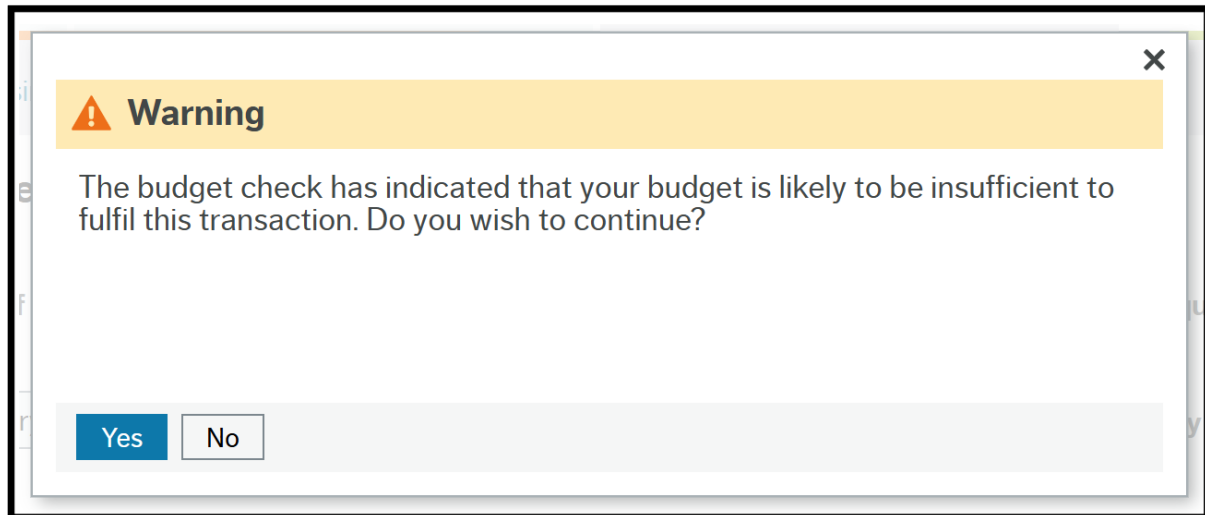 Warning
The budget check has indicated that your budget is likely to be insufficient to
fulfil this transaction. Do you wish to continue?
Yes No